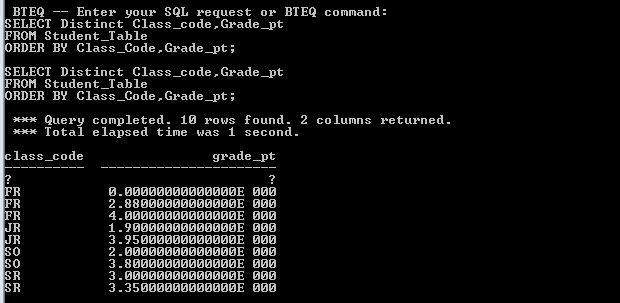 BTEQ -- Enter your SQL request or BTEQ command:
SELECT Distinct Class_code,Grade_pt
FROM Student_Table
ORDER BY Class_Code,Grade_pt;
SELECT Distinct Class_code,Grade_pt
FROM Student_Table
ORDER BY Class_Code,Grade_pt;
*** Query completed. 10 rows found. 2 columns returned.
*** Total elapsed time was 1 second.
class_code grade_pt
---------- ----------------------
? ?
FR 0.00000000000000E 000
FR 2.88000000000000E 000
FR 4.00000000000000E 000
JR 1.90000000000000E 000
JR 3.95000000000000E 000
SO 2.00000000000000E 000
SO 3.80000000000000E 000
SR 3.00000000000000E 000
SR 3.35000000000000E 000